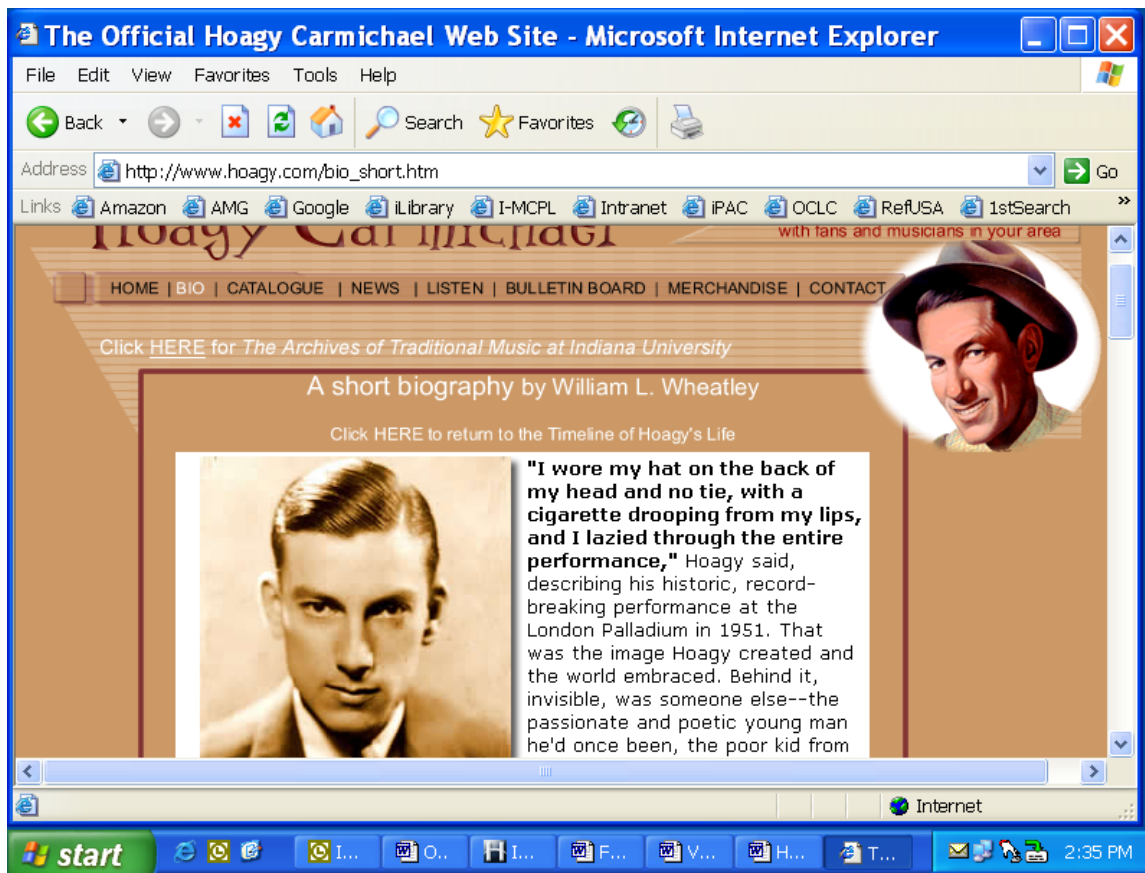 The Official Hoagy Carmichael Web Site - Microsoft Internet Explorer
File Edit View Favorites Tools Help
Back Search Favorites
Address http://www.hoagy.com/bio_short.htm Go
Links Amazon AMG Google iLibrary I-MCPL Intranet iPAC OCLC RefUSA 1stSearch »
Hoagy Carmichael
with fans and musicians in your area
HOME | BIO | CATALOGUE | NEWS | LISTEN | BULLETIN BOARD | MERCHANDISE | CONTACT
Click HERE for The Archives of Traditional Music at Indiana University
A short biography by William L. Wheatley
Click HERE to return to the Timeline of Hoagy's Life
"I wore my hat on the back of
my head and no tie, with a
cigarette drooping from my lips,
and I lazied through the entire
performance," Hoagy said,
describing his historic, record-
breaking performance at the
London Palladium in 1951. That
was the image Hoagy created and
the world embraced. Behind it,
invisible, was someone else--the
passionate and poetic young man
he'd once been, the poor kid from
Internet
start I... O.. I... F... V... H... T... 2:35 PM